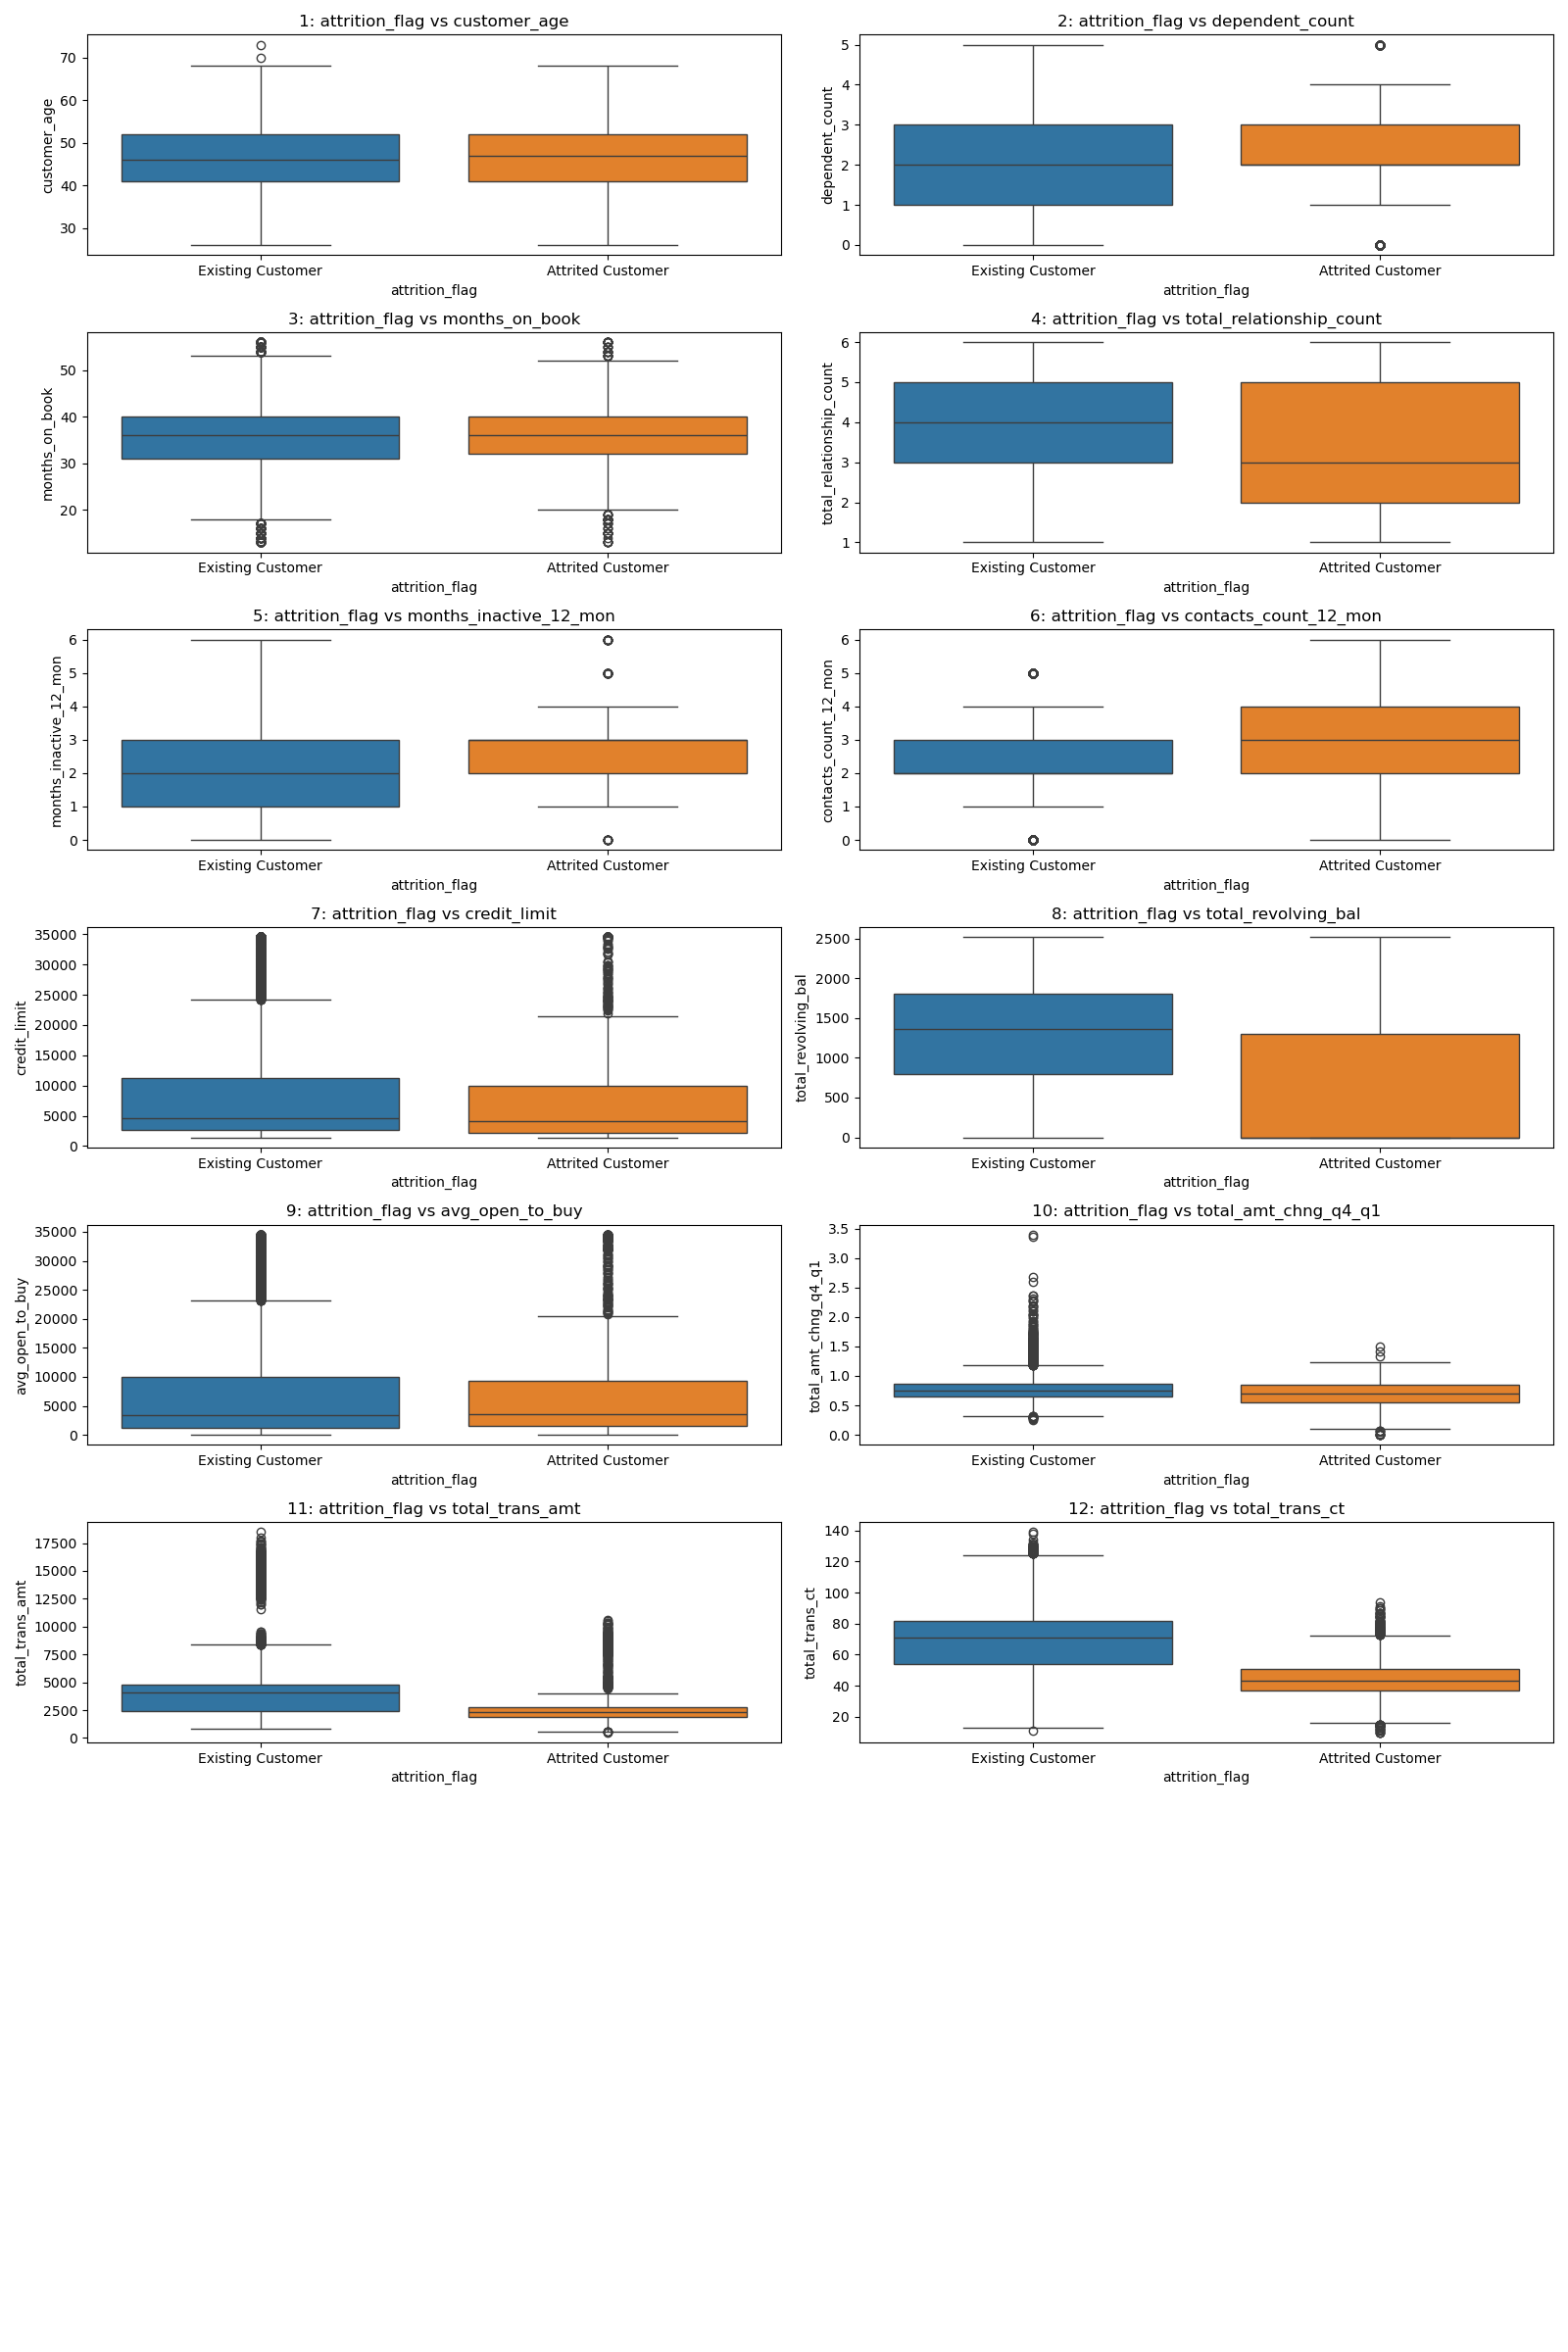 1: attrition_flag vs customer_age
customer_age
70
60
50
40
30
Existing Customer
Attrited Customer
attrition_flag
2: attrition_flag vs dependent_count
dependent_count
5
4
3
2
1
0
Existing Customer
Attrited Customer
attrition_flag
3: attrition_flag vs months_on_book
months_on_book
50
40
30
20
Existing Customer
Attrited Customer
attrition_flag
4: attrition_flag vs total_relationship_count
total_relationship_count
6
5
4
3
2
1
Existing Customer
Attrited Customer
attrition_flag
5: attrition_flag vs months_inactive_12_mon
months_inactive_12_mon
6
5
4
3
2
1
0
Existing Customer
Attrited Customer
attrition_flag
6: attrition_flag vs contacts_count_12_mon
contacts_count_12_mon
6
5
4
3
2
1
0
Existing Customer
Attrited Customer
attrition_flag
7: attrition_flag vs credit_limit
credit_limit
35000
30000
25000
20000
15000
10000
5000
0
Existing Customer
Attrited Customer
attrition_flag
8: attrition_flag vs total_revolving_bal
total_revolving_bal
2500
2000
1500
1000
500
0
Existing Customer
Attrited Customer
attrition_flag
9: attrition_flag vs avg_open_to_buy
avg_open_to_buy
35000
30000
25000
20000
15000
10000
5000
0
Existing Customer
Attrited Customer
attrition_flag
10: attrition_flag vs total_amt_chng_q4_q1
total_amt_chng_q4_q1
3.5
3.0
2.5
2.0
1.5
1.0
0.5
0.0
Existing Customer
Attrited Customer
attrition_flag
11: attrition_flag vs total_trans_amt
total_trans_amt
17500
15000
12500
10000
7500
5000
2500
0
Existing Customer
Attrited Customer
attrition_flag
12: attrition_flag vs total_trans_ct
total_trans_ct
140
120
100
80
60
40
20
Existing Customer
Attrited Customer
attrition_flag